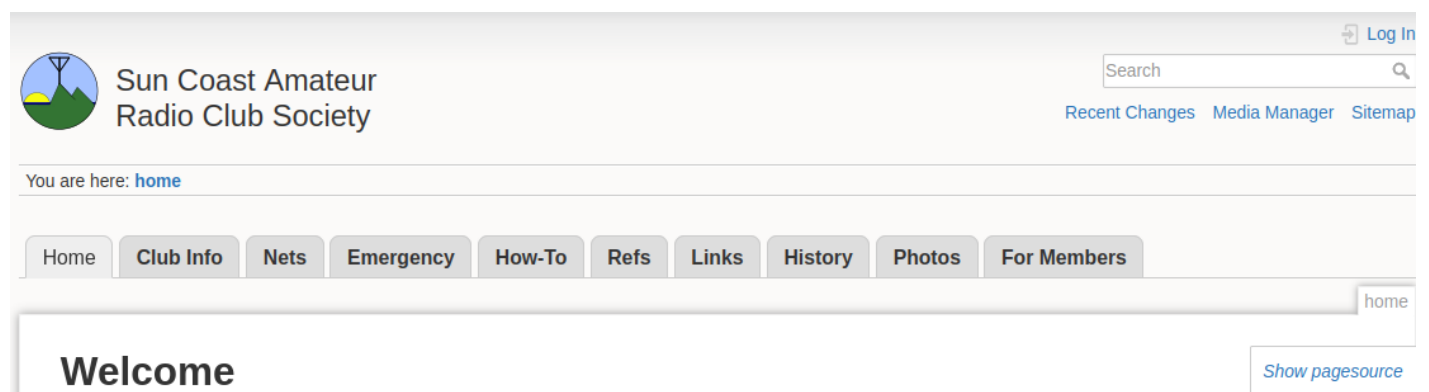 Log In
Sun Coast Amateur
Radio Club Society
Search
Recent Changes Media Manager Sitemap
You are here: home
Home Club Info Nets Emergency How-To Refs Links History Photos For Members
home
Welcome
Show pagesource